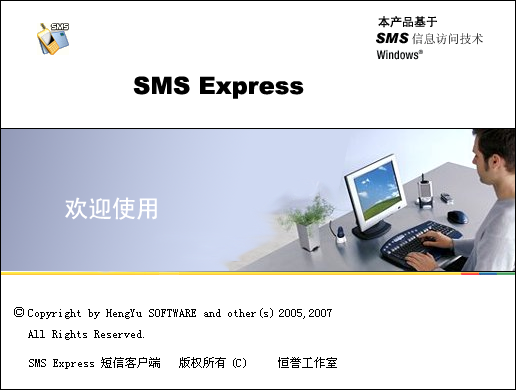 SMS
本产品基于
SMS 信息访问技术
Windows®
SMS Express
欢迎使用
© Copyright by HengYu SOFTWARE and other(s) 2005,2007
All Rights Reserved.
SMS Express 短信客户端 版权所有 (C) 恒誉工作室